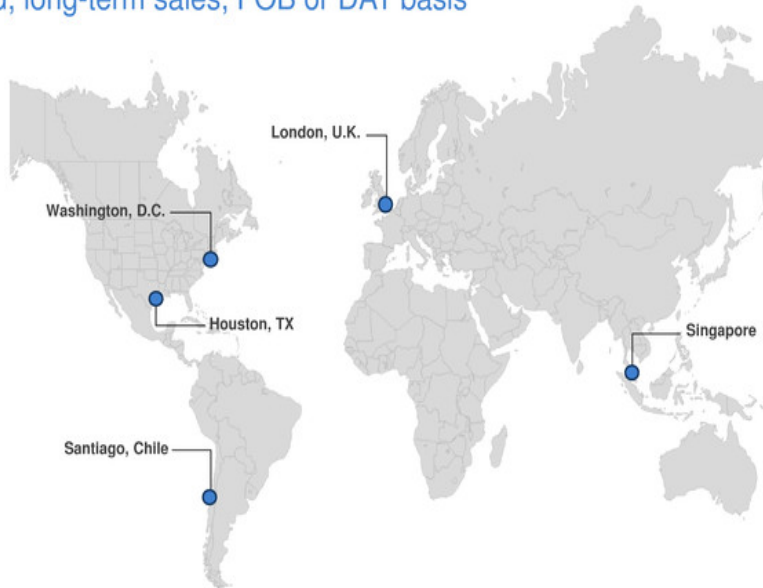 long-term sales, FOB or DAT basis
London, U.K.
Washington, D.C.
Houston, TX
Singapore
Santiago, Chile